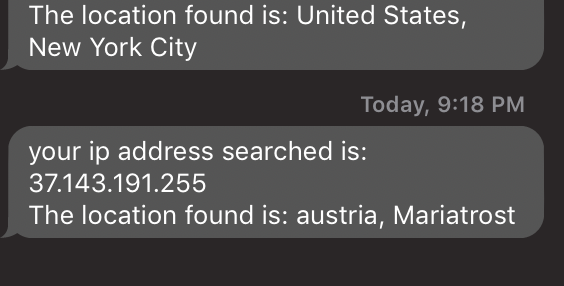 The location found is: United States,
New York City
Today, 9:18 PM
your ip address searched is:
37.143.191.255
The location found is: austria, Mariatrost